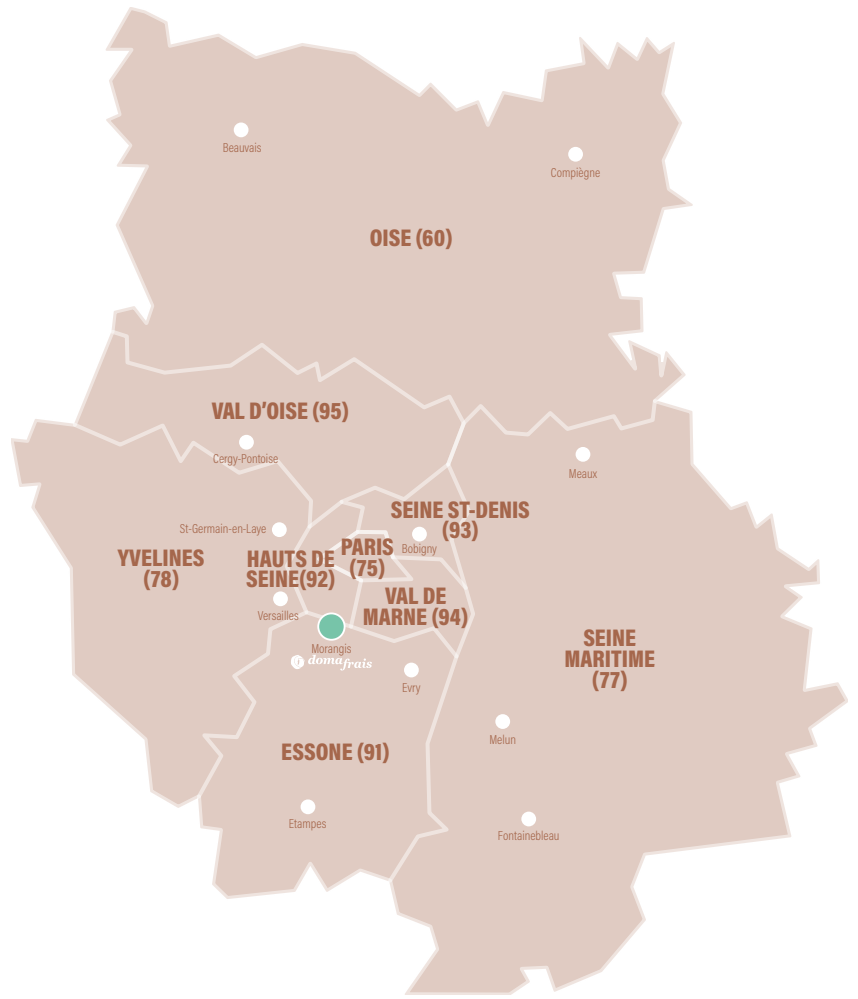 Beauvais
Compiègne
OISE (60)
VAL D'OISE (95)
Cergy-Pontoise
Meaux
SEINE ST-DENIS
(93)
St-Germain-en-Laye
Bobigny
YVELINES
(78)
HAUTS DE
SEINE(92)
PARIS
(75)
VAL DE
MARNE (94)
Versailles
SEINE
MARITIME
(77)
Morangis
domafrais
Evry
Melun
ESSONE (91)
Etampes
Fontainebleau